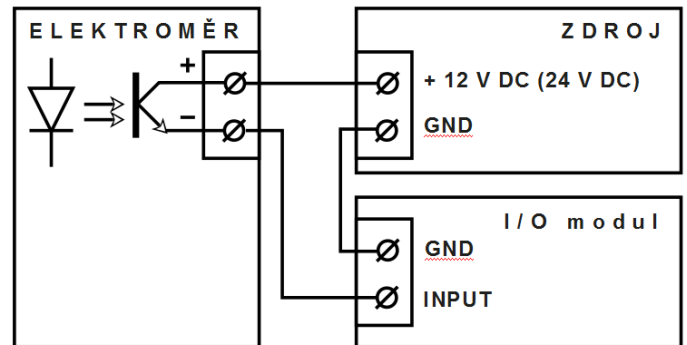 ELEKTROMĚR
+
−
ZDROJ
+ 12 V DC (24 V DC)
GND
I/O modul
GND
INPUT